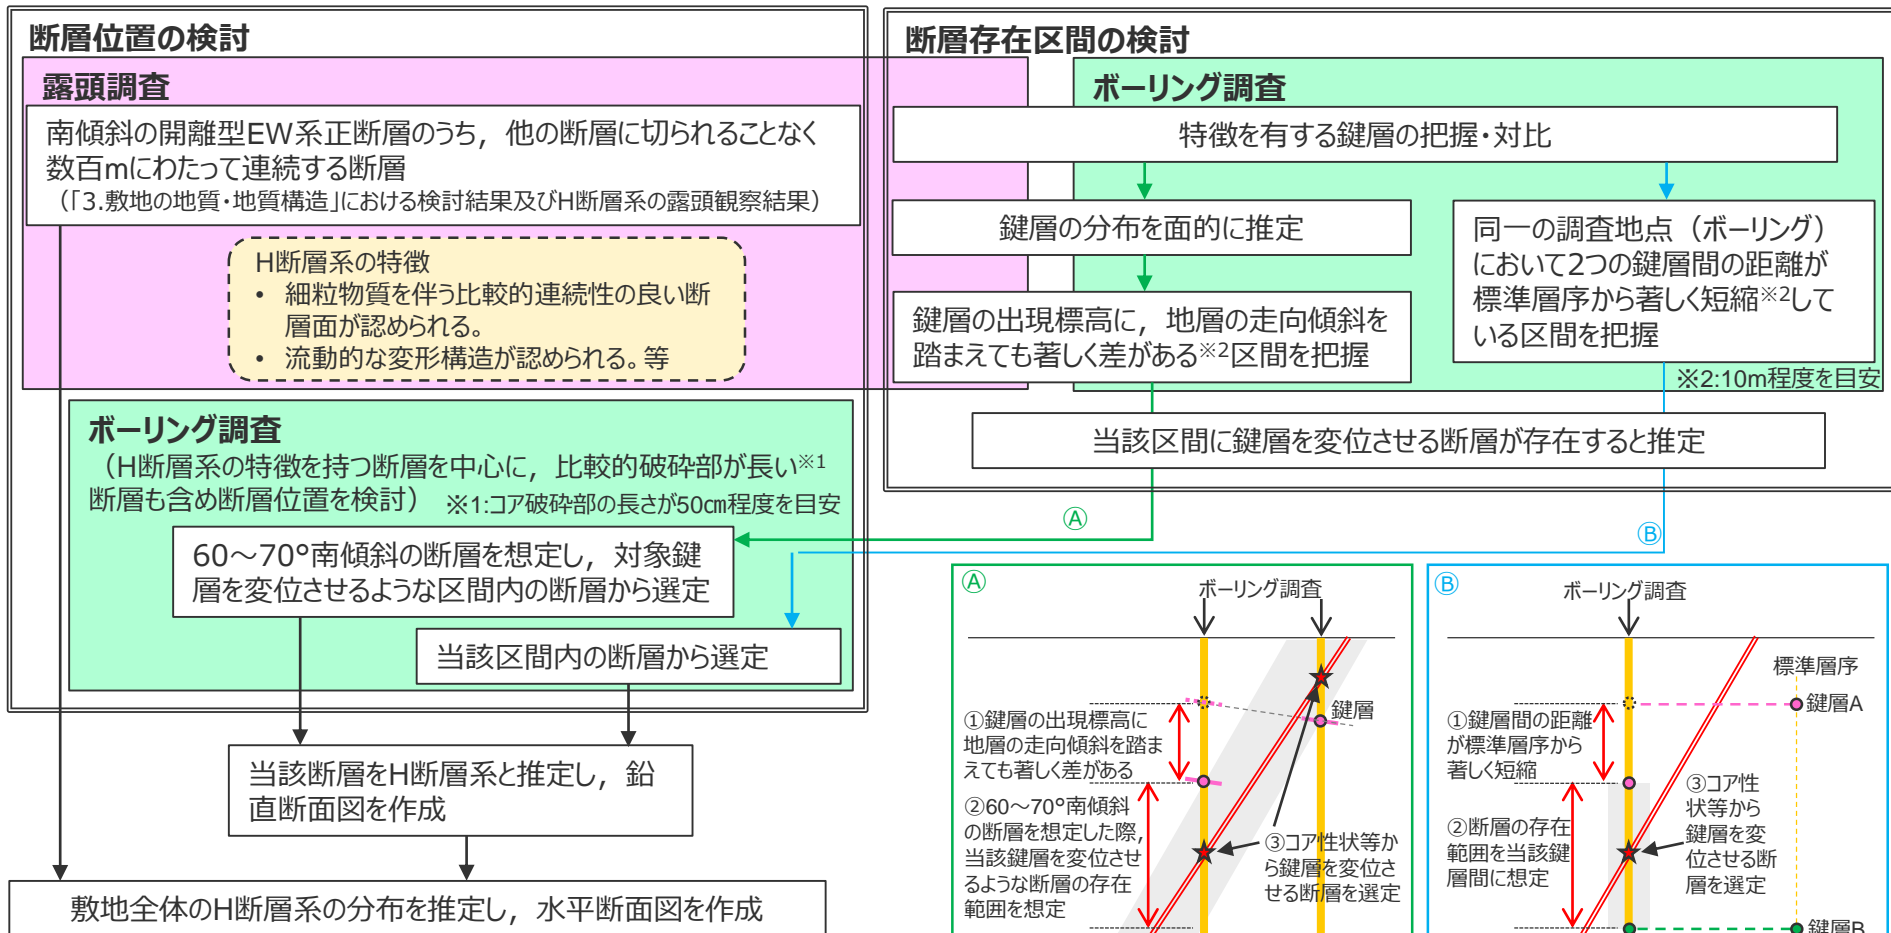 断層位置の検討
露頭調査
南傾斜の開離型EW系正断層のうち，他の断層に切られることなく
数百mにわたって連続する断層
（｢3.敷地の地質・地質構造｣における検討結果及びH断層系の露頭観察結果）
H断層系の特徴
• 細粒物質を伴う比較的連続性の良い断
層面が認められる。
• 流動的な変形構造が認められる。等
ボーリング調査
（H断層系の特徴を持つ断層を中心に，比較的破砕部が長い※1
断層も含め断層位置を検討）
※1:コア破砕部の長さが50㎝程度を目安
60～70°南傾斜の断層を想定し，対象鍵
層を変位させるような区間内の断層から選定
当該区間内の断層から選定
当該断層をH断層系と推定し，鉛
直断面図を作成
敷地全体のH断層系の分布を推定し，水平断面図を作成
断層存在区間の検討
ボーリング調査
特徴を有する鍵層の把握・対比
鍵層の分布を面的に推定
鍵層の出現標高に，地層の走向傾斜を
踏まえても著しく差がある※2区間を把握
同一の調査地点（ボーリング）
において2つの鍵層間の距離が
標準層序から著しく短縮※2して
いる区間を把握
※2:10m程度を目安
当該区間に鍵層を変位させる断層が存在すると推定
Ⓐ
Ⓑ
Ⓐ
ボーリング調査
鍵層
①鍵層の出現標高に
地層の走向傾斜を踏ま
えても著しく差がある
②60～70°南傾斜
の断層を想定した際，
当該鍵層を変位させ
るような断層の存在
範囲を想定
③コア性状等か
ら鍵層を変位さ
せる断層を選定
Ⓑ
ボーリング調査
標準層序
鍵層A
①鍵層間の距離
が標準層序から
著しく短縮
②断層の存在
範囲を当該鍵
層間に想定
③コア性
状等から
鍵層を変
位させる断
層を選定
鍵層B